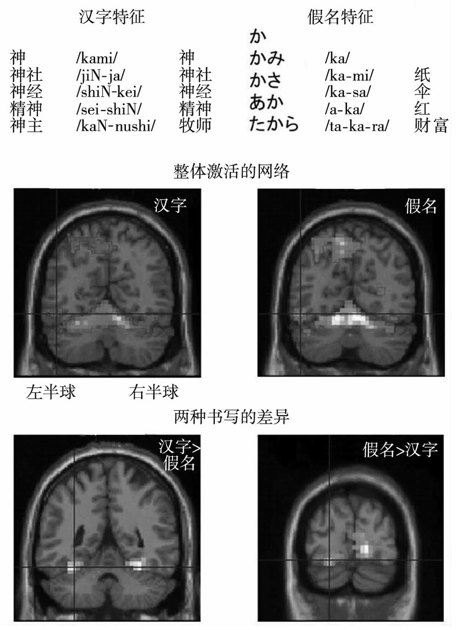 汉字特征 假名特征
か /ka/
神 /kami/ 神 かみ /ka-mi/ 纸
神社 /jiN-ja/ 神社 かさ /ka-sa/ 伞
神经 /shiN-kei/ 神经 あか /a-ka/ 红
精神 /sei-shiN/ 精神 たから /ta-ka-ra/ 财富
神主 /kaN-nushi/ 牧师
整体激活的网络
汉字 假名
左半球 右半球
两种书写的差异
汉字>
假名
假名>汉字